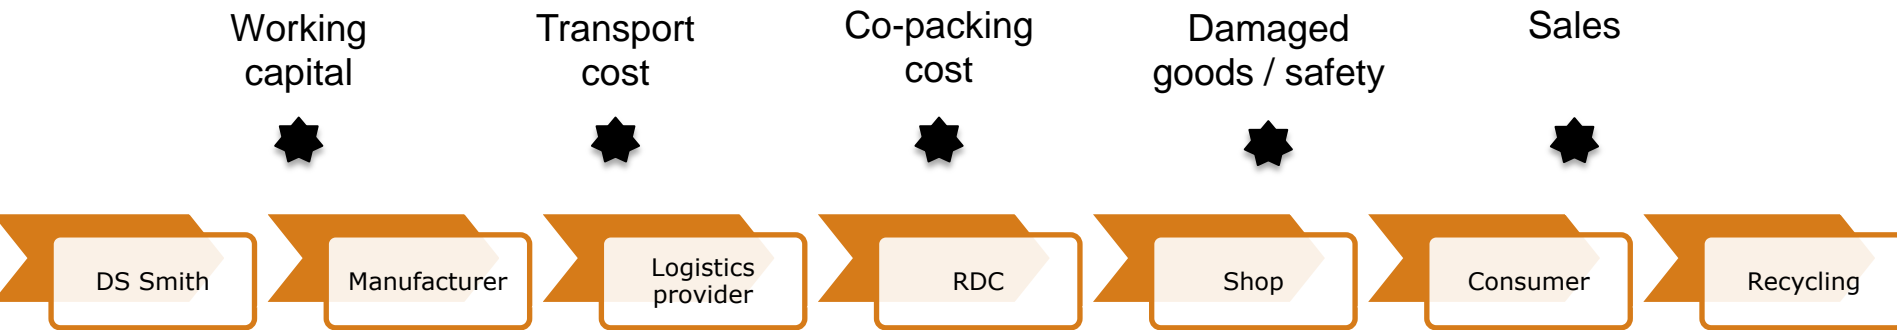 Working
capital
Transport
cost
Co-packing
cost
Damaged
goods / safety
Sales
DS Smith
Manufacturer
Logistics
provider
RDC
Shop
Consumer
Recycling